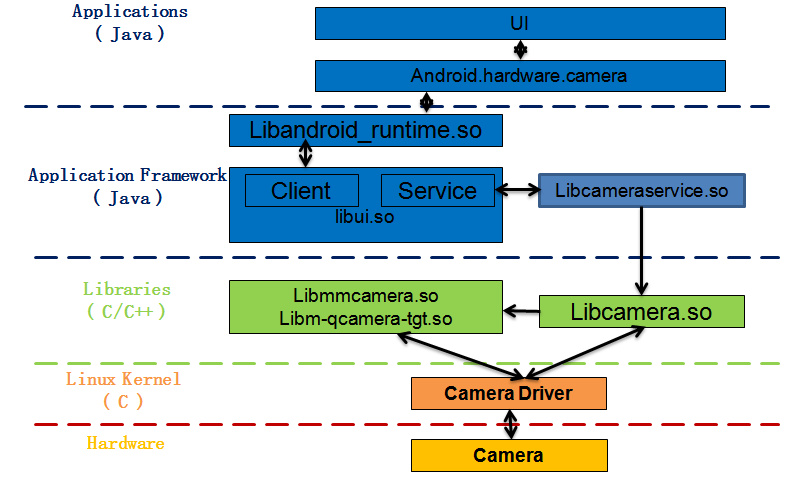 Applications
( Java )
UI
Android.hardware.camera
Libandroid_runtime.so
Application Framework
( Java )
Client
Service
libui.so
Libcameraservice.so
Libraries
( C/C++ )
Libmmcamera.so
Libm-qcamera-tgt.so
Libcamera.so
Linux Kernel
( C )
Camera Driver
Hardware
Camera